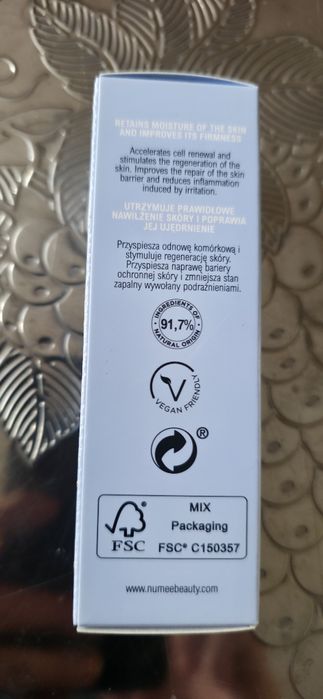 RETAINS MOISTURE OF THE SKIN
AND IMPROVES ITS FIRMNESS
Accelerates cell renewal and
stimulates the regeneration of the
skin. Improves the repair of the skin
barrier and reduces inflammation
induced by irritation.
UTRZYMUJE PRAWIDŁOWE
NAWILŻENIE SKÓRY I POPRAWIA
JEJ UJĘDRNIENIE
Przyspiesza odnowę komórkową i
stymuluje regenerację skóry.
Przyspiesza naprawę bariery
ochronnej skóry i zmniejsza stan
zapalny wywołany podrażnieniami.
INGREDIENTS OF
91,7%
NATURAL ORIGIN
V
VEGAN FRIENDLY
®
FSC
MIX
Packaging
FSC® C150357
www.numeebeauty.com